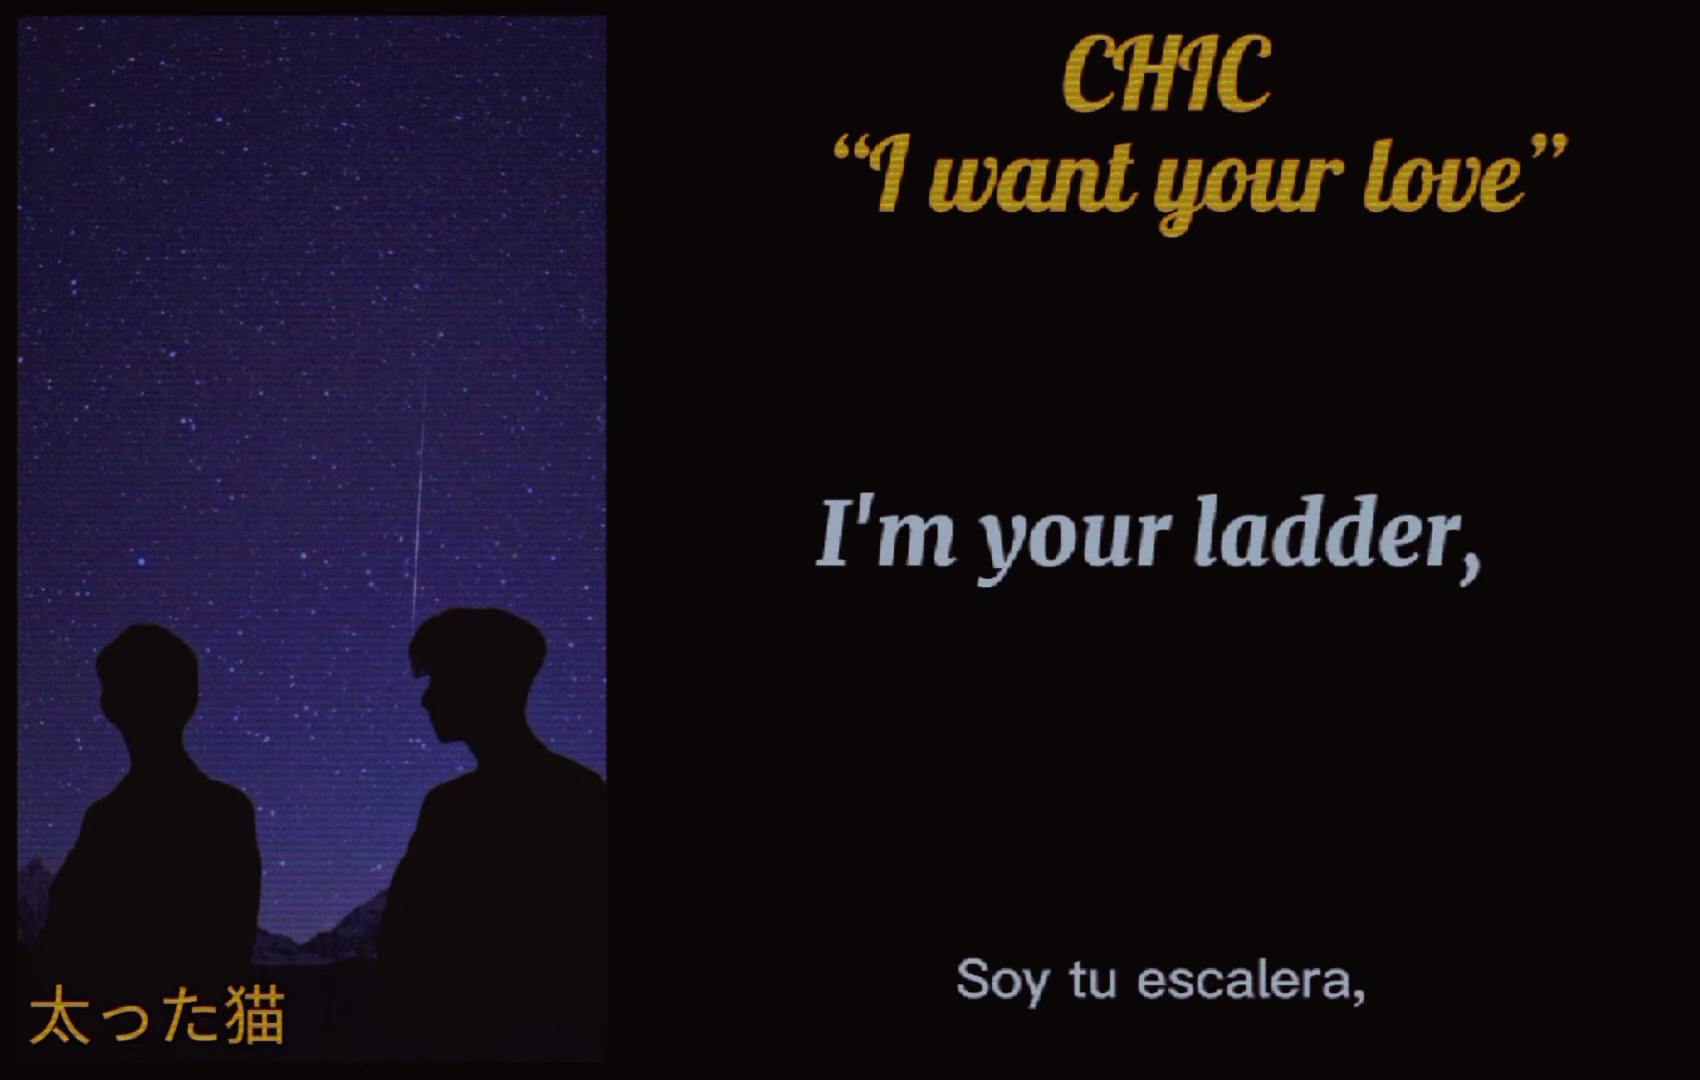 CHIC
“I want your love”
I'm your ladder,
Soy tu escalera,
太った猫